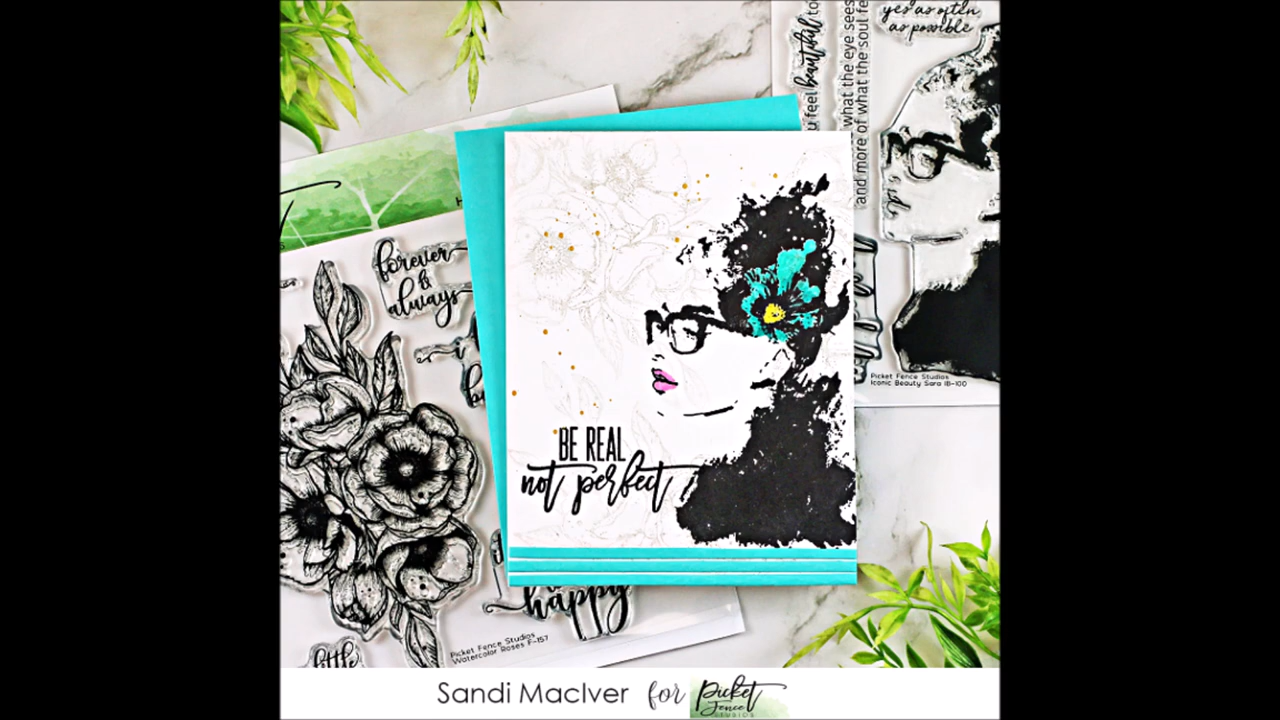 yes as often
as possible
u feel beautiful to
what the eye sees
and more of what the soul fe
forever
&
always
BE REAL
not perfect
Picket Fence Studios
Iconic Beauty Sara IB-100
happy
Picket Fence Studios
Watercolor Roses F-157
little
Sandi MacIver for Picket
Fence
STUDIOS